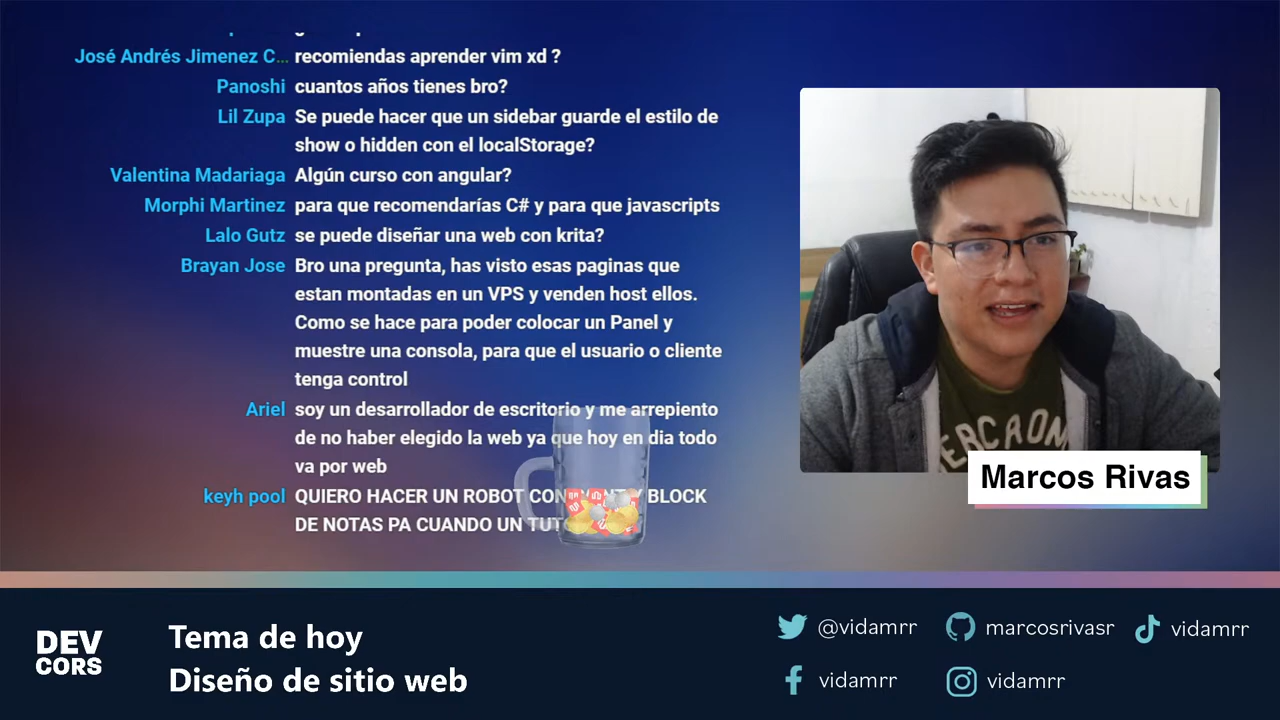 José Andrés Jimenez C... recomiendas aprender vim xd ?
Panoshi cuantos años tienes bro?
Lil Zupa Se puede hacer que un sidebar guarde el estilo de
show o hidden con el localStorage?
Valentina Madariaga Algún curso con angular?
Morphi Martinez para que recomendarías C# y para que javascripts
Lalo Gutz se puede diseñar una web con krita?
Brayan Jose Bro una pregunta, has visto esas paginas que
estan montadas en un VPS y venden host ellos.
Como se hace para poder colocar un Panel y
muestre una consola, para que el usuario o cliente
tenga control
Ariel soy un desarrollador de escritorio y me arrepiento
de no haber elegido la web ya que hoy en dia todo
va por web
keyh pool QUIERO HACER UN ROBOT CON BLOCK
DE NOTAS PA CUANDO UN
Marcos Rivas
DEV
CORS
Tema de hoy
Diseño de sitio web
@vidamrr marcosrivasr vidamrr
vidamrr vidamrr